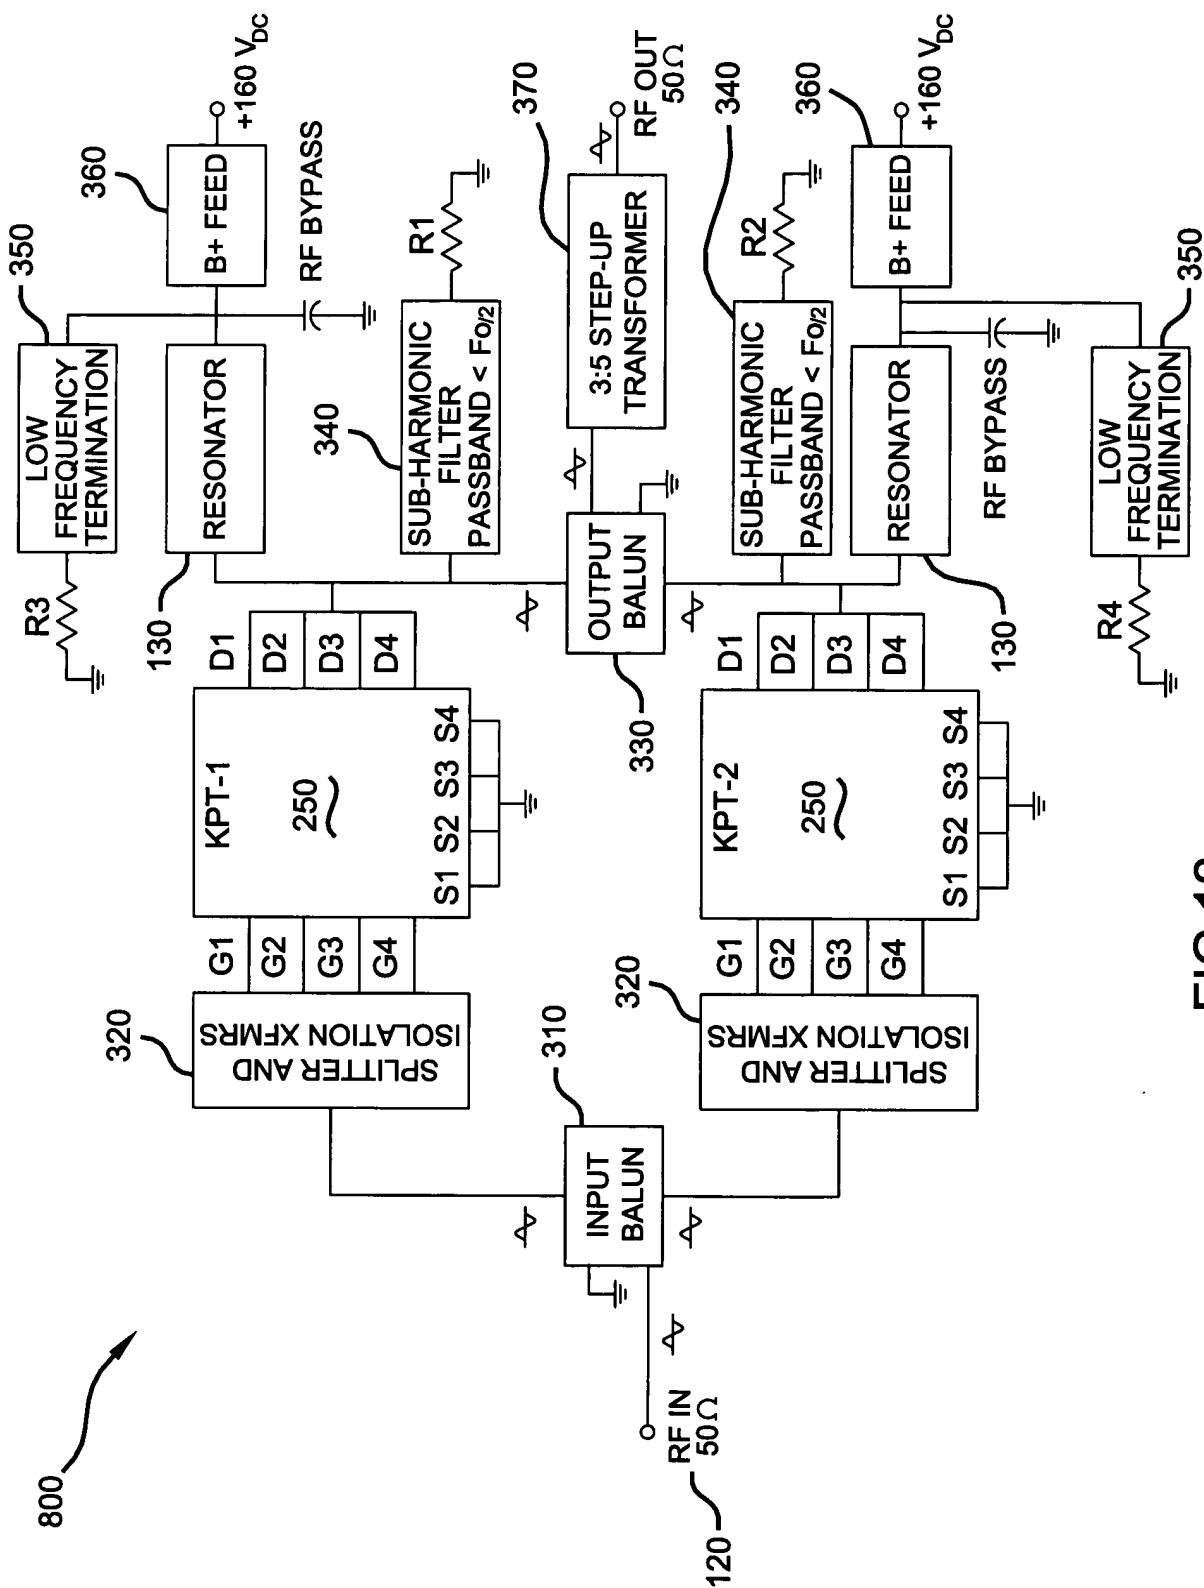 800
120
RF IN
50Ω
INPUT
BALUN
310
320
SPLITTER AND
ISOLATION XFMRS
G1
G2
G3
G4
KPT-1
250
S1 S2 S3 S4
D1
D2
D3
D4
320
SPLITTER AND
ISOLATION XFMRS
G1
G2
G3
G4
KPT-2
250
S1 S2 S3 S4
D1
D2
D3
D4
R3
LOW
FREQUENCY
TERMINATION
350
130
RESONATOR
B+ FEED
360
+160 VDC
RF BYPASS
340
SUB-HARMONIC
FILTER
PASSBAND < Fo/2
R1
330
OUTPUT
BALUN
3:5 STEP-UP
TRANSFORMER
370
RF OUT
50Ω
SUB-HARMONIC
FILTER
PASSBAND < Fo/2
340
R2
130
RESONATOR
B+ FEED
360
+160 VDC
RF BYPASS
R4
LOW
FREQUENCY
TERMINATION
350